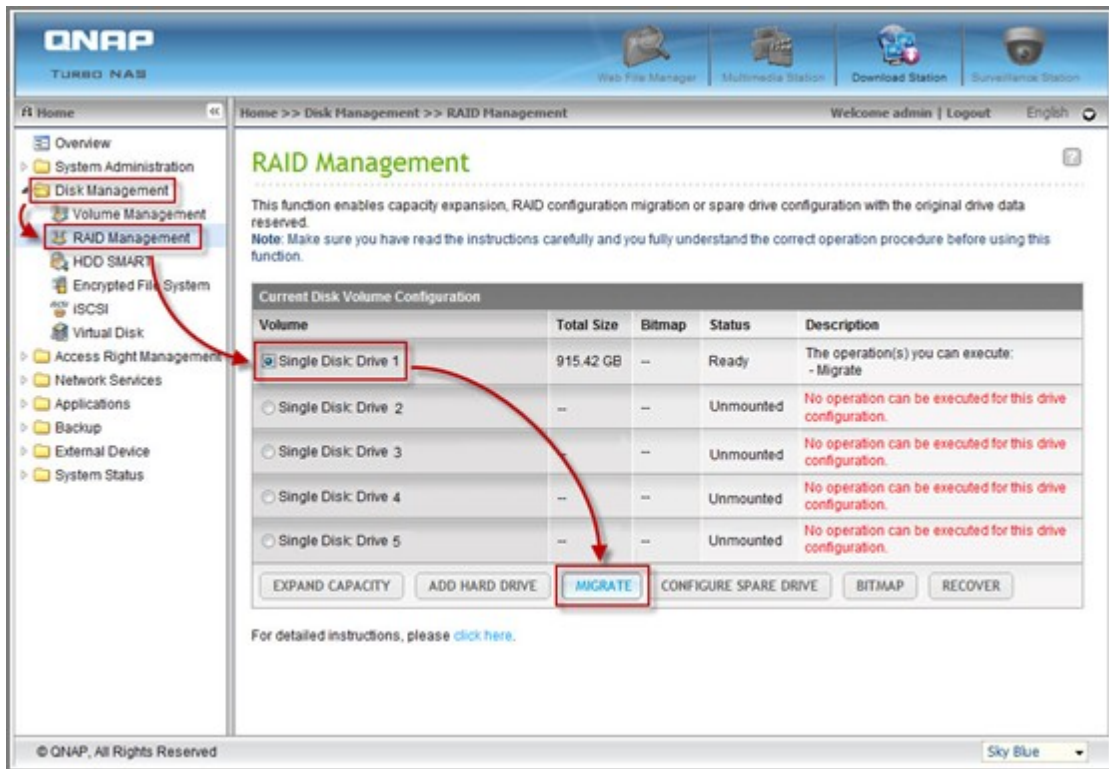 QNAP
TURBO NAS
Web File Manager
Multimedia Station
Download Station
Surveillance Station
Home
Home >> Disk Management >> RAID Management
Welcome admin | Logout
English
Overview
System Administration
Disk Management
Volume Management
RAID Management
HDD SMART
Encrypted File System
iSCSI
Virtual Disk
Access Right Management
Network Services
Applications
Backup
External Device
System Status
RAID Management
This function enables capacity expansion, RAID configuration migration or spare drive configuration with the original drive data
reserved.
Note: Make sure you have read the instructions carefully and you fully understand the correct operation procedure before using this
function.
Current Disk Volume Configuration
Volume Total Size Bitmap Status Description
Single Disk: Drive 1 915.42 GB -- Ready The operation(s) you can execute:
- Migrate
Single Disk: Drive 2 -- -- Unmounted No operation can be executed for this drive
configuration.
Single Disk: Drive 3 -- -- Unmounted No operation can be executed for this drive
configuration.
Single Disk: Drive 4 -- -- Unmounted No operation can be executed for this drive
configuration.
Single Disk: Drive 5 -- -- Unmounted No operation can be executed for this drive
configuration.
EXPAND CAPACITY ADD HARD DRIVE MIGRATE CONFIGURE SPARE DRIVE BITMAP RECOVER
For detailed instructions, please click here.
© QNAP, All Rights Reserved
Sky Blue